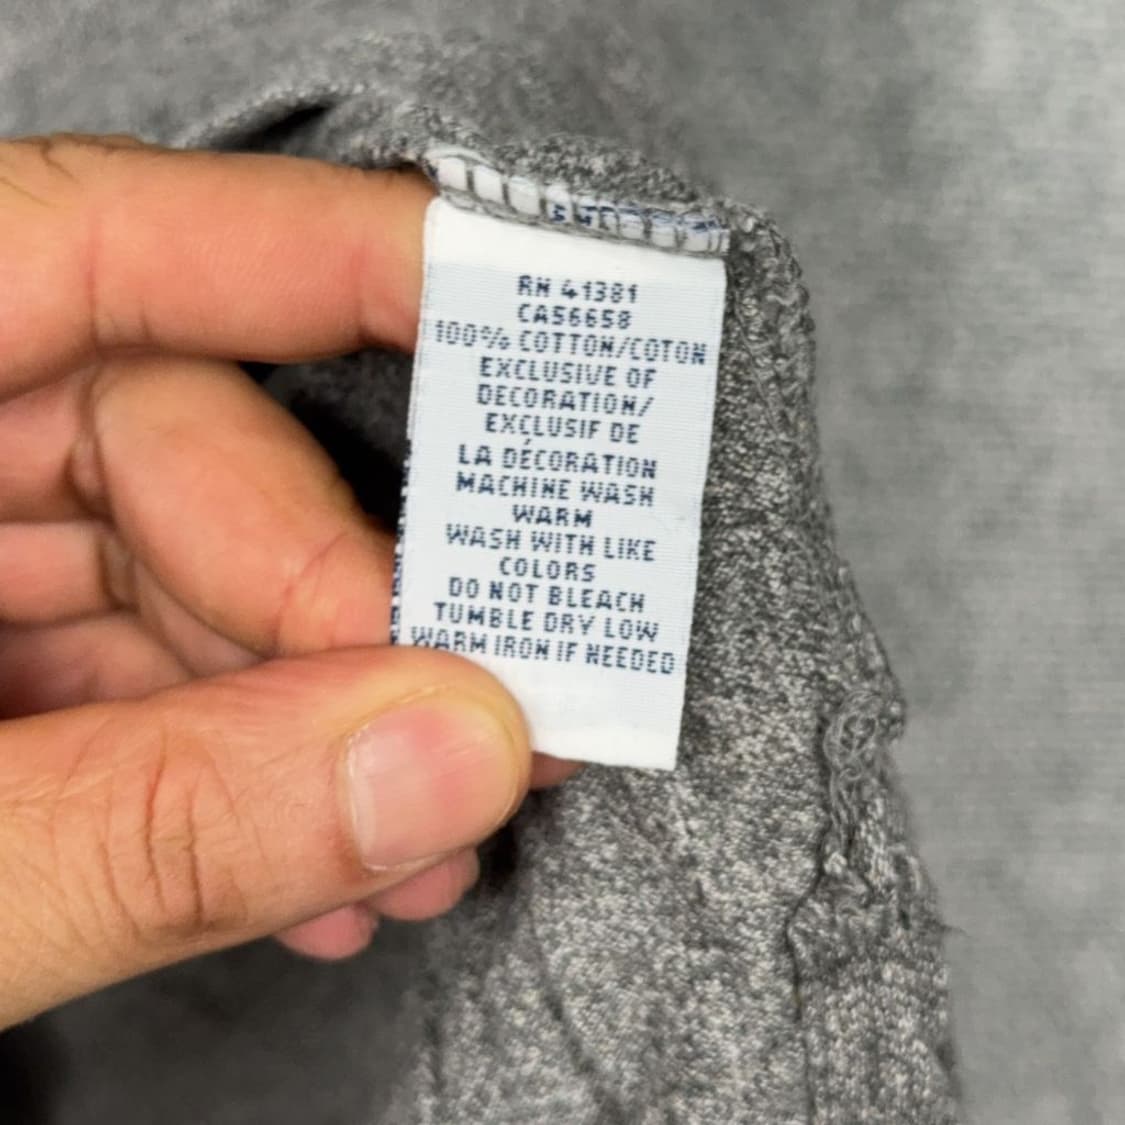 RN 41381
CA56658
100% COTTON/COTON
EXCLUSIVE OF
DECORATION/
EXCLUSIF DE
LA DÉCORATION
MACHINE WASH
WARM
WASH WITH LIKE
COLORS
DO NOT BLEACH
TUMBLE DRY LOW
WARM IRON IF NEEDED